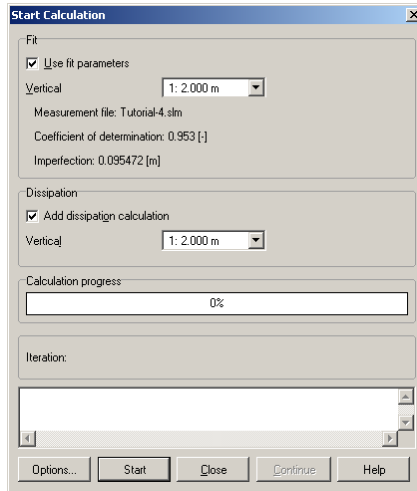 Start Calculation
Fit
Use fit parameters
Vertical 1: 2.000 m
Measurement file: Tutorial-4.slm
Coefficient of determination: 0.953 [-]
Imperfection: 0.095472 [m]
Dissipation
Add dissipation calculation
Vertical 1: 2.000 m
Calculation progress
0%
Iteration:
Options... Start Close Continue Help